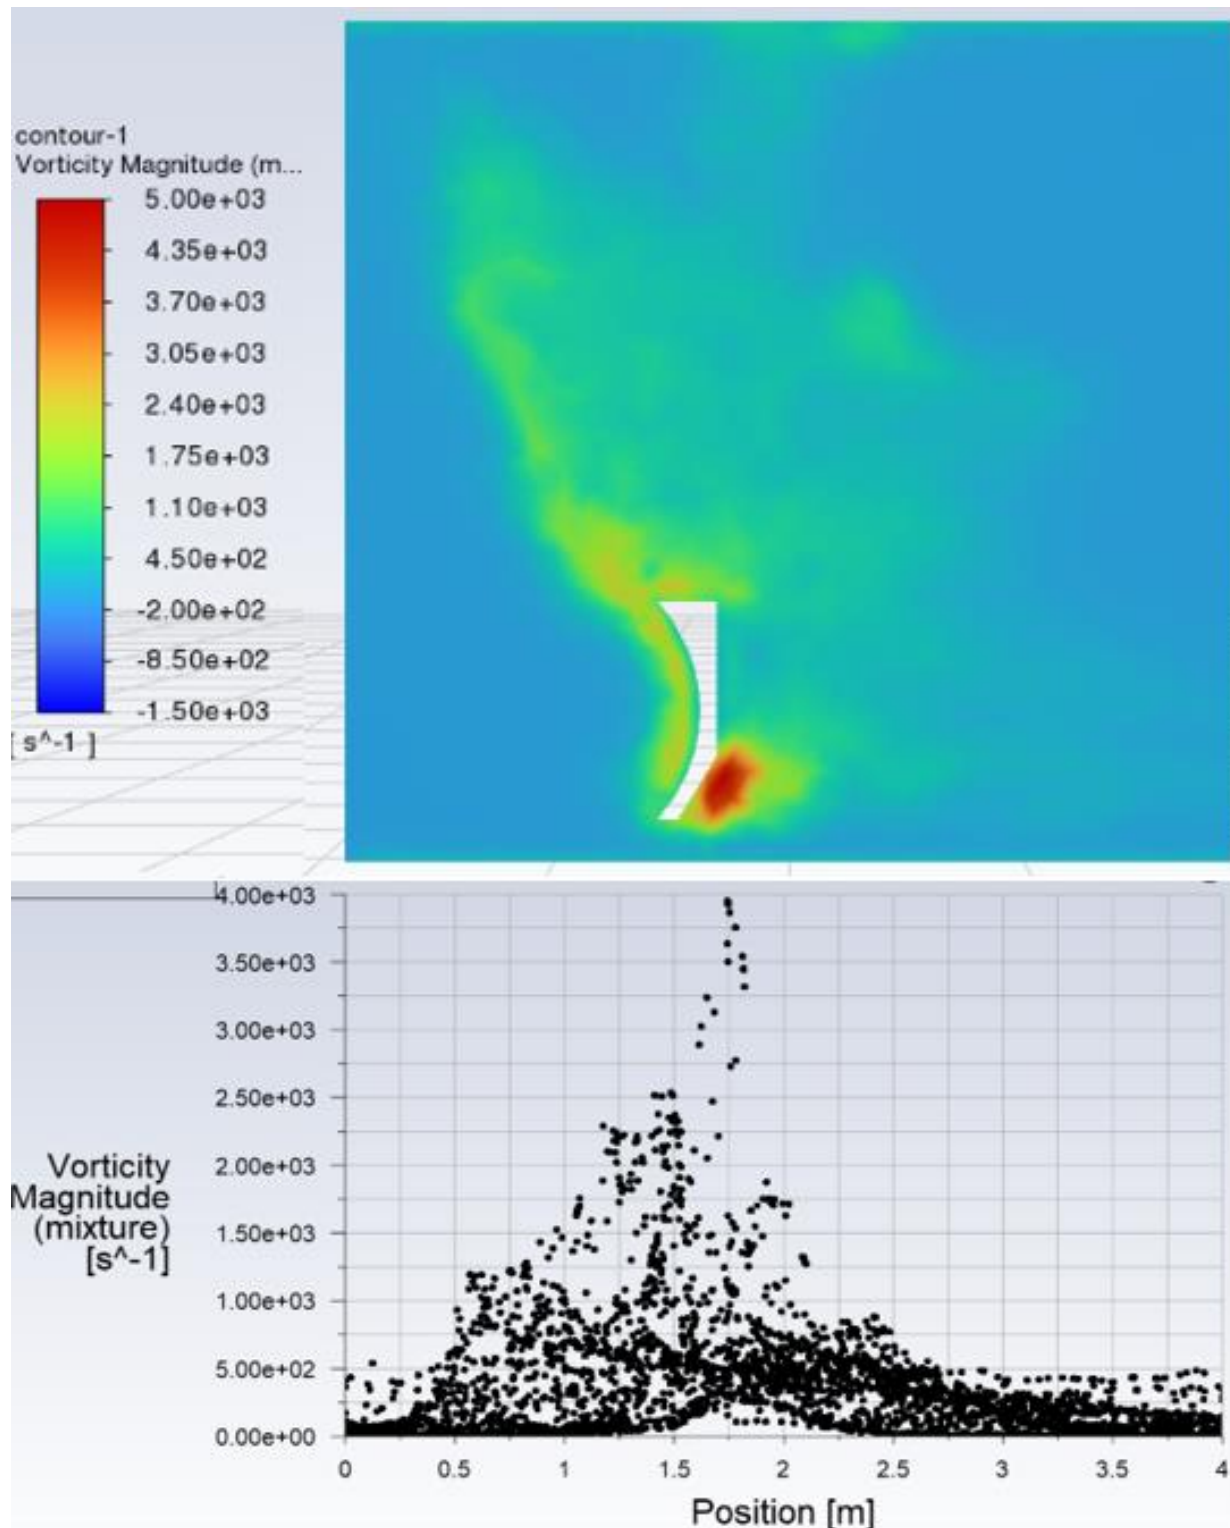 contour-1
Vorticity Magnitude (m...
5.00e+03
4.35e+03
3.70e+03
3.05e+03
2.40e+03
1.75e+03
1.10e+03
4.50e+02
-2.00e+02
-8.50e+02
-1.50e+03
[ s^-1 ]
4.00e+03
3.50e+03
3.00e+03
2.50e+03
2.00e+03
1.50e+03
1.00e+03
5.00e+02
0.00e+00
Vorticity
Magnitude
(mixture)
[s^-1]
0 0.5 1 1.5 2 2.5 3 3.5 4
Position [m]